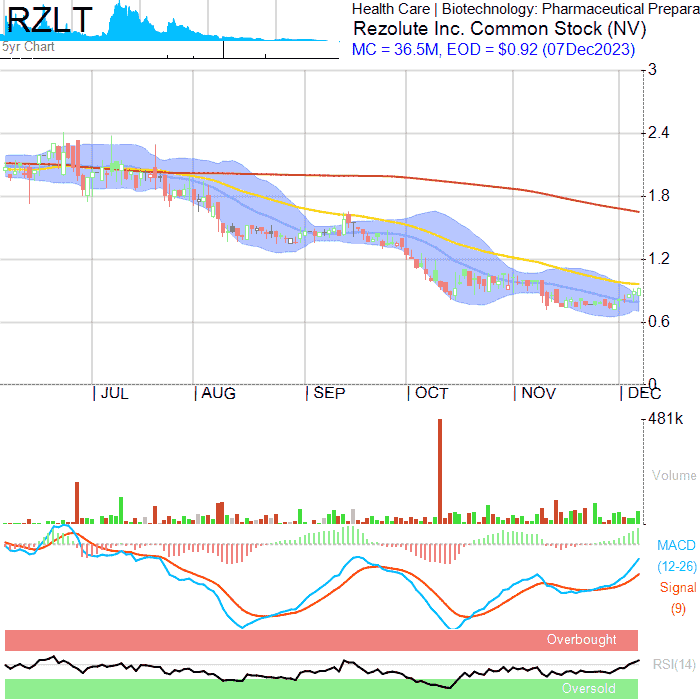 RZLT
Health Care | Biotechnology: Pharmaceutical Prepara
Rezolute Inc. Common Stock (NV)
MC = 36.5M, EOD = $0.92 (07Dec2023)
5yr Chart
3
2.4
1.8
1.2
0.6
0
JUL AUG SEP OCT NOV DEC
481k
Volume
MACD
(12-26)
Signal
(9)
Overbought
RSI(14)
Oversold